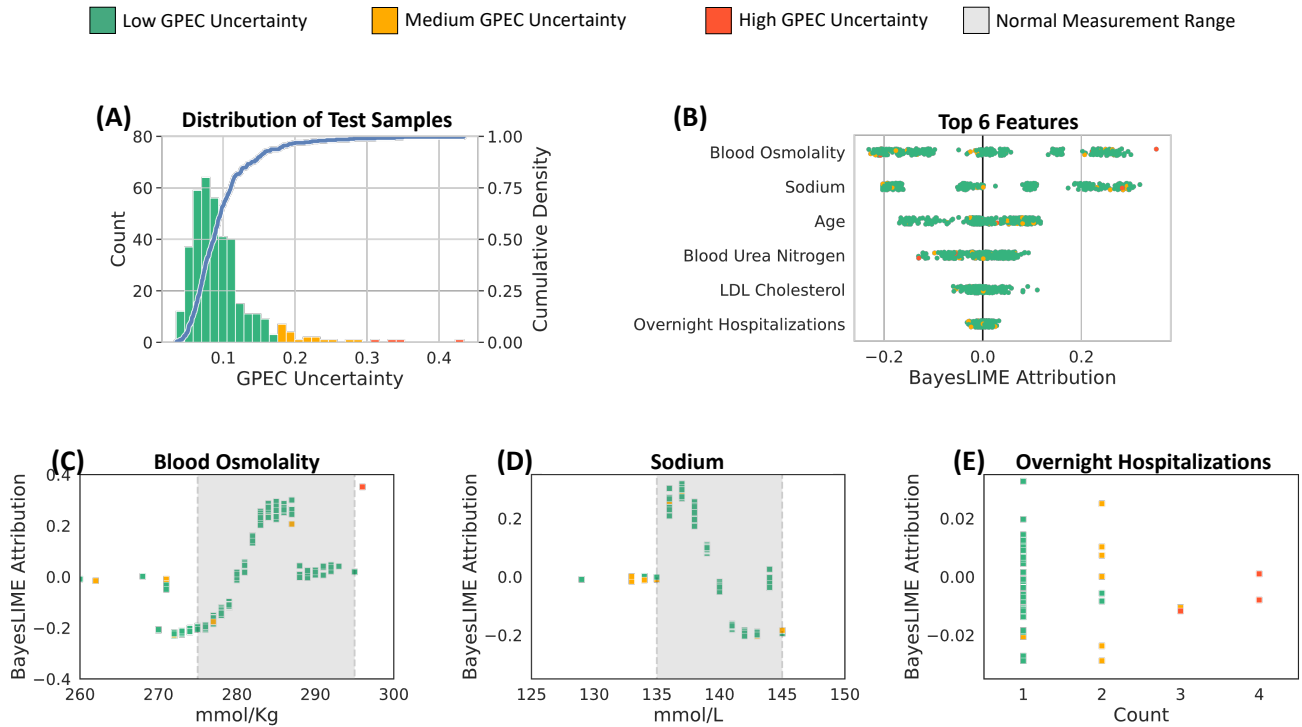 Low GPEC Uncertainty
Medium GPEC Uncertainty
High GPEC Uncertainty
Normal Measurement Range
(A)
Distribution of Test Samples
80
60
40
20
0
Count
1.00
0.75
0.50
0.25
0.00
Cumulative Density
0.1
0.2
0.3
0.4
GPEC Uncertainty
(B)
Top 6 Features
Blood Osmolality
Sodium
Age
Blood Urea Nitrogen
LDL Cholesterol
Overnight Hospitalizations
−0.2
0.0
0.2
BayesLIME Attribution
(C)
Blood Osmolality
BayesLIME Attribution
0.4
0.2
0.0
−0.2
−0.4
260
270
280
290
300
mmol/Kg
(D)
Sodium
BayesLIME Attribution
0.2
0.0
−0.2
125
130
135
140
145
150
mmol/L
(E)
Overnight Hospitalizations
BayesLIME Attribution
0.02
0.00
−0.02
1
2
3
4
Count